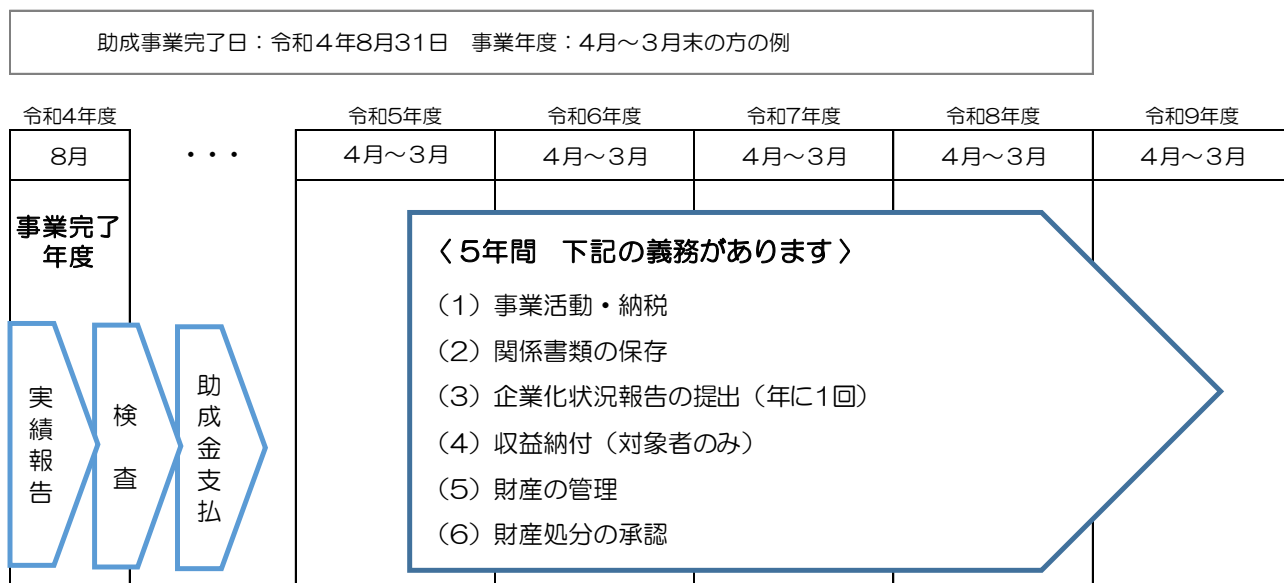 助成事業完了日：令和４年8月31日　事業年度：4月～３月末の方の例
令和4年度
令和5年度
令和6年度
令和7年度
令和8年度
令和9年度
8月
・・・
4月～3月
4月～3月
4月～3月
4月～3月
4月～3月
事業完了
年度
実績報告
検査
助成金支払
〈５年間　下記の義務があります〉
（１）事業活動・納税
（２）関係書類の保存
（３）企業化状況報告の提出（年に１回）
（４）収益納付（対象者のみ）
（５）財産の管理
（６）財産処分の承認